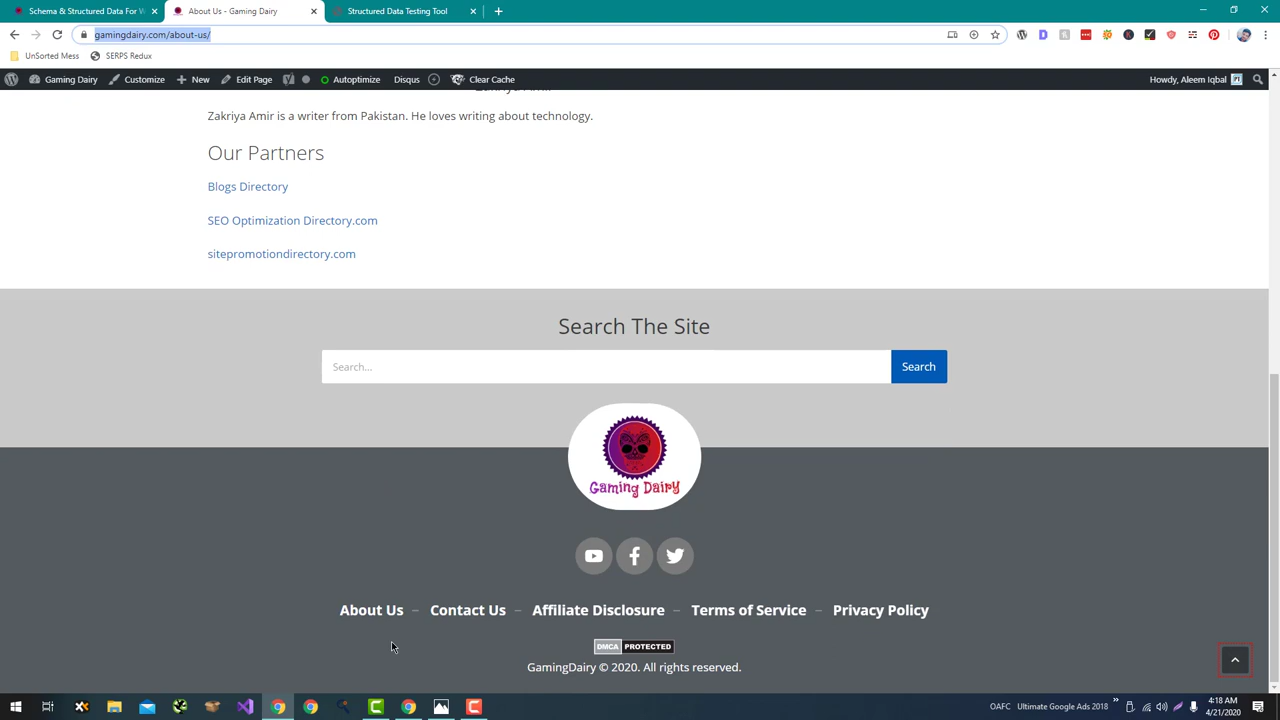 Schema & Structured Data For W
About Us - Gaming Dairy
Structured Data Testing Tool
gamingdairy.com/about-us/
UnSorted Mess
SERPS Redux
Gaming Dairy
Customize
New
Edit Page
Autoptimize
Disqus
Clear Cache
Howdy, Aleem Iqbal
Zakriya Amir is a writer from Pakistan. He loves writing about technology.
Our Partners
Blogs Directory
SEO Optimization Directory.com
sitepromotiondirectory.com
Search The Site
Search...
Search
Gaming Dairy
About Us – Contact Us – Affiliate Disclosure – Terms of Service – Privacy Policy
DMCA PROTECTED
GamingDairy © 2020. All rights reserved.
OAFC
Ultimate Google Ads 2018
4:18 AM
4/21/2020